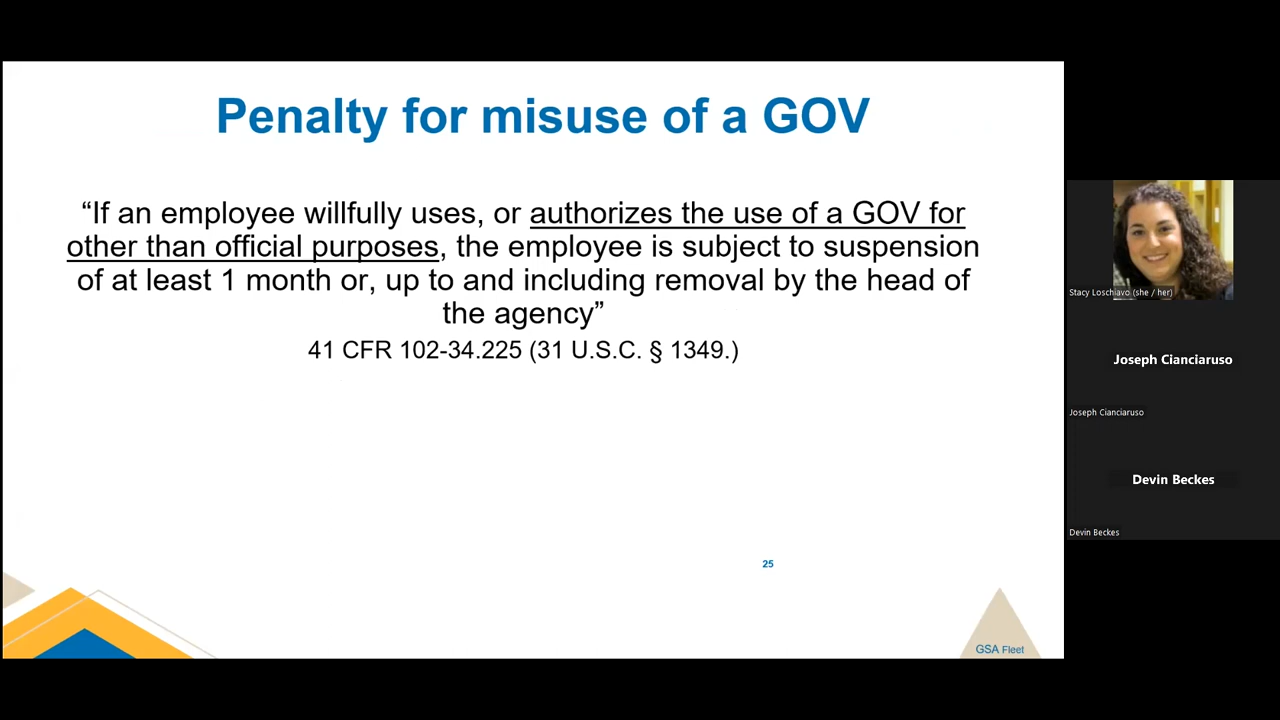 Penalty for misuse of a GOV
“If an employee willfully uses, or authorizes the use of a GOV for
other than official purposes, the employee is subject to suspension
of at least 1 month or, up to and including removal by the head of
the agency”
41 CFR 102-34.225 (31 U.S.C. § 1349.)
25
GSA Fleet
Stacy Loschiavo (she / her)
Joseph Cianciaruso
Joseph Cianciaruso
Devin Beckes
Devin Beckes